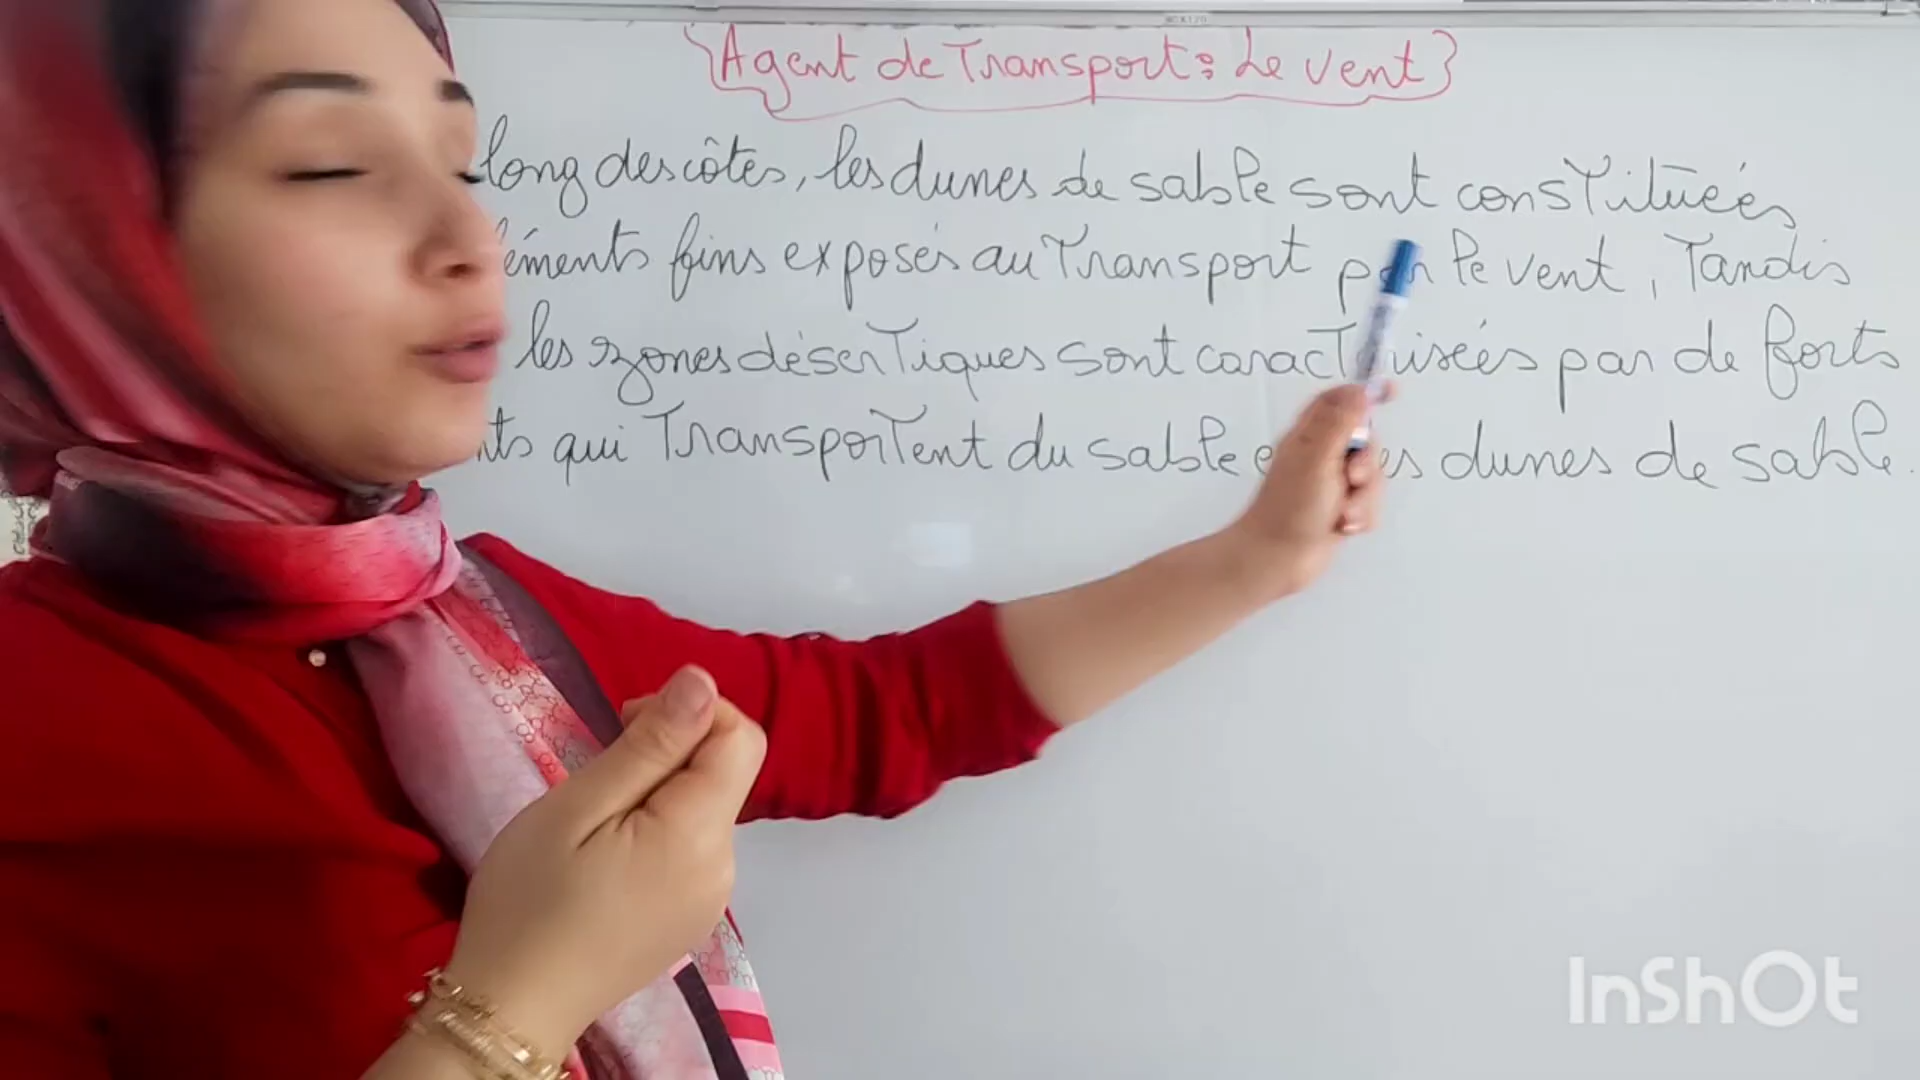 Agent de Transport : Le vent
long des côtes, les dunes de sable sont constituées
éments fins exposés au Transport par le vent, Tandis
les zones désertiques sont caractérisées par de forts
nts qui Transportent du sable dunes de sable.
InShOt